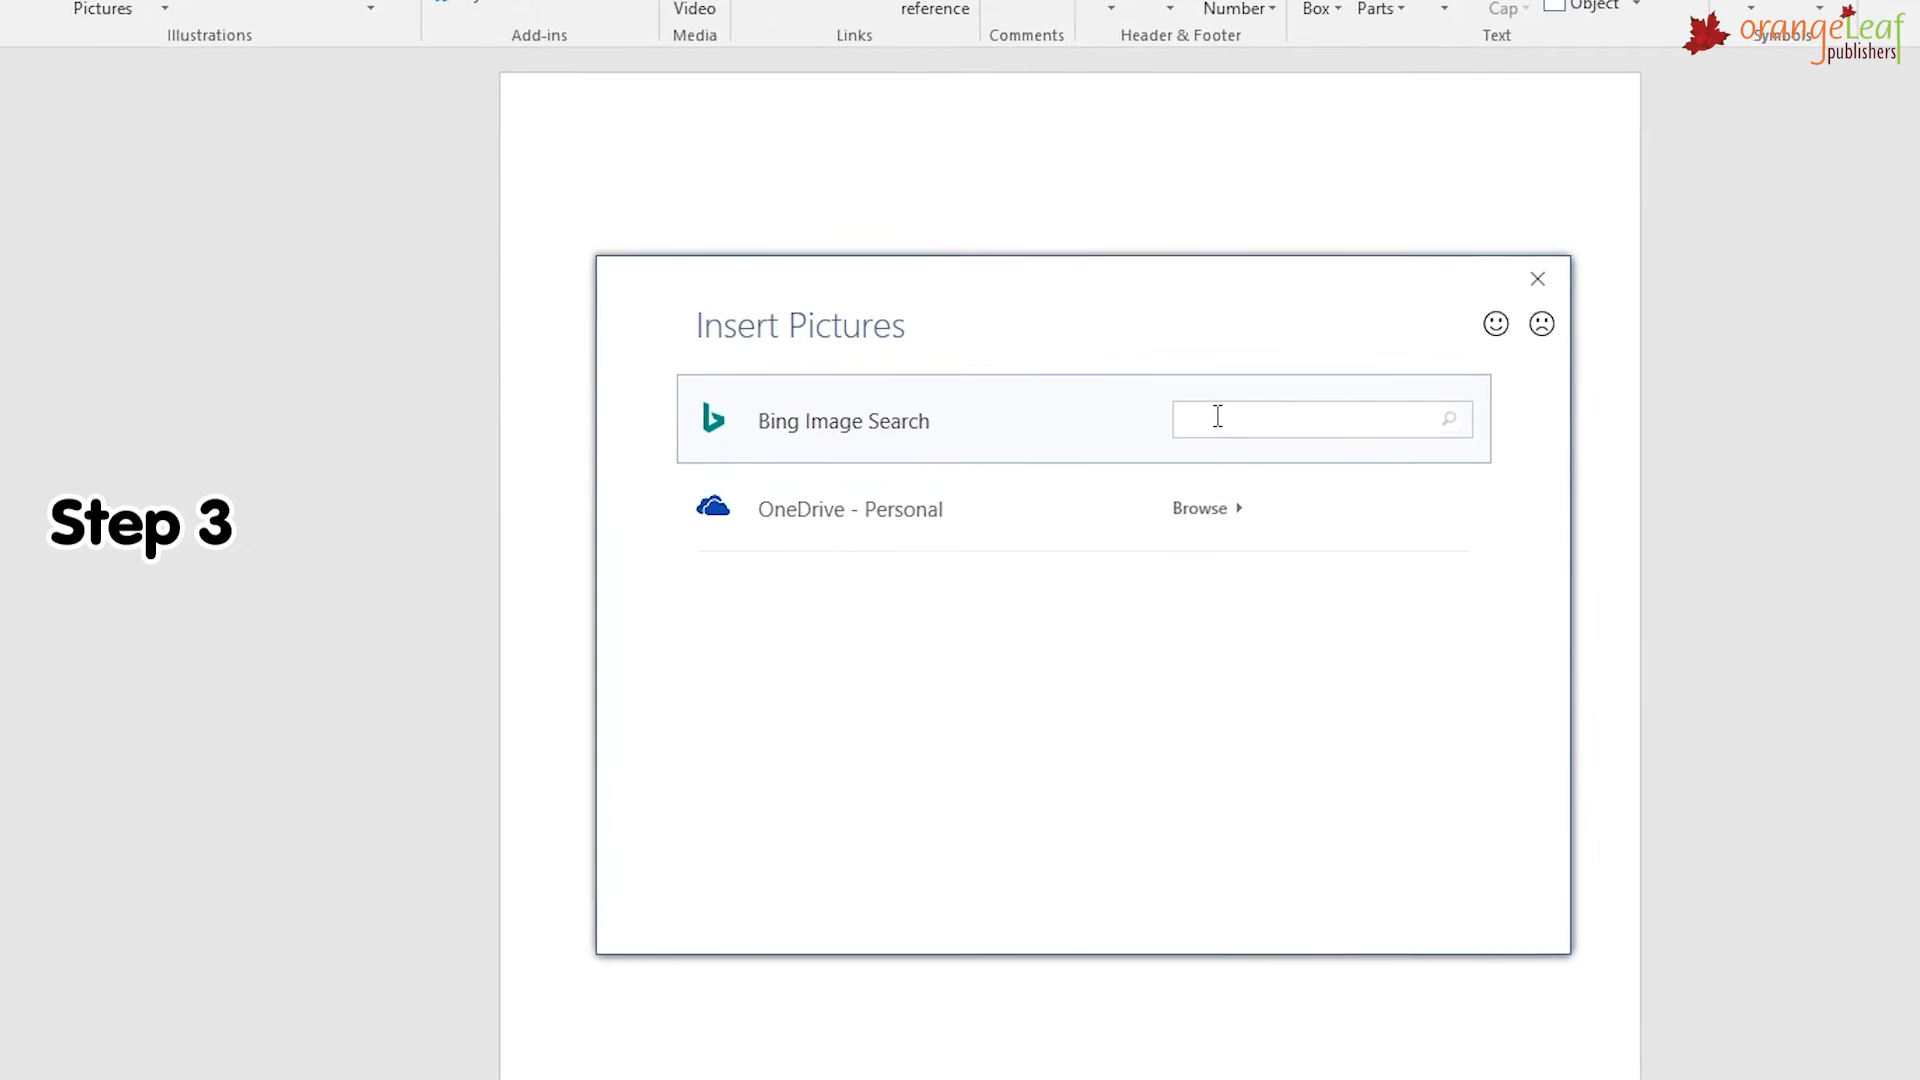 Pictures
Video
reference
Number
Box
Parts
Cap
Object
Illustrations
Add-ins
Media
Links
Comments
Header & Footer
Text
Symbols
orangeLeaf
publishers
Insert Pictures
Bing Image Search
OneDrive - Personal
Browse
Step 3